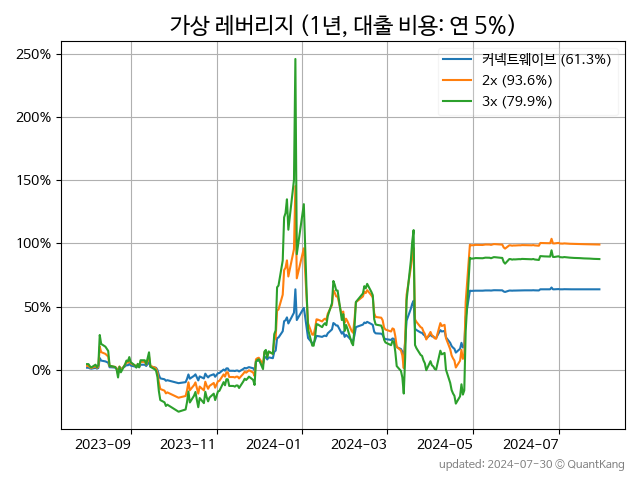 가상 레버리지 (1년, 대출 비용: 연 5%)
250%
200%
150%
100%
50%
0%
커넥트웨이브 (61.3%)
2x (93.6%)
3x (79.9%)
2023-09
2023-11
2024-01
2024-03
2024-05
2024-07
updated: 2024-07-30 © QuantKang